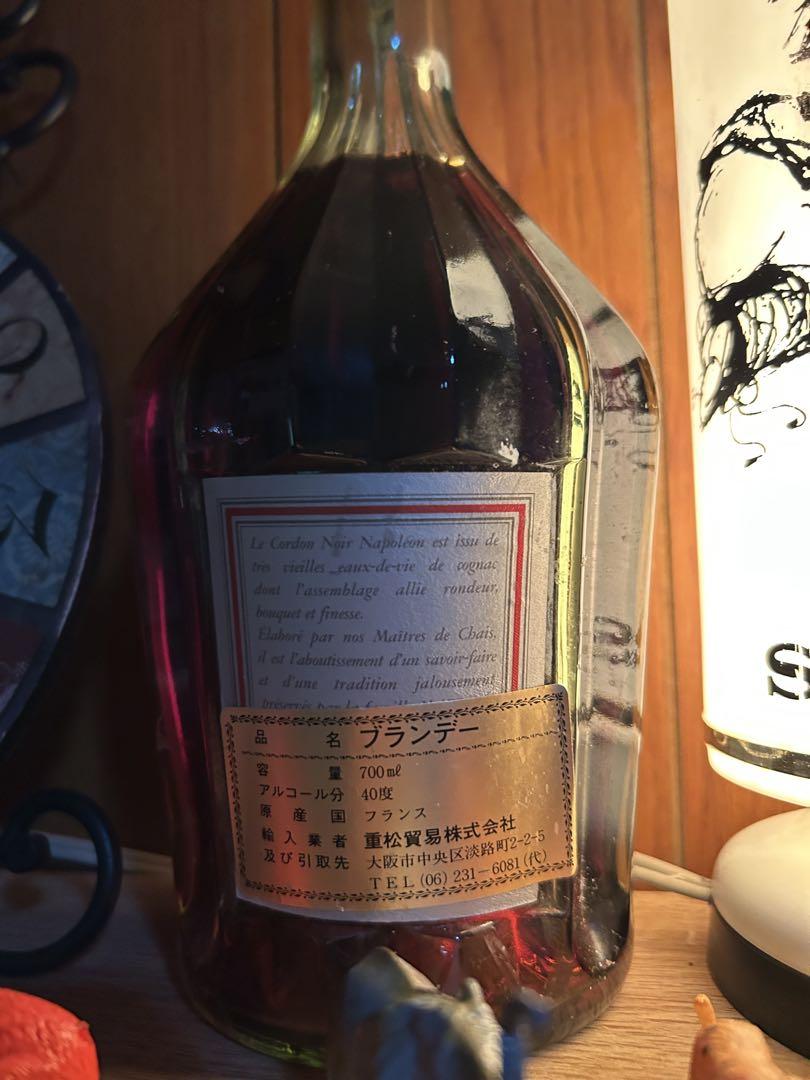 Le Cordon Noir Napoléon est issu de
très vieilles eaux-de-vie de cognac
dont l'assemblage allie rondeur,
bouquet et finesse.
Élaboré par nos Maîtres de Chais,
il est l'aboutissement d'un savoir-faire
et d'une tradition jalousement
préservés par la
品名 ブランデー
容量 700ml
アルコール分 40度
原産国 フランス
輸入業者 重松貿易株式会社
及び引取先 大阪市中央区淡路町2-2-5
TEL (06) 231-6081 (代)